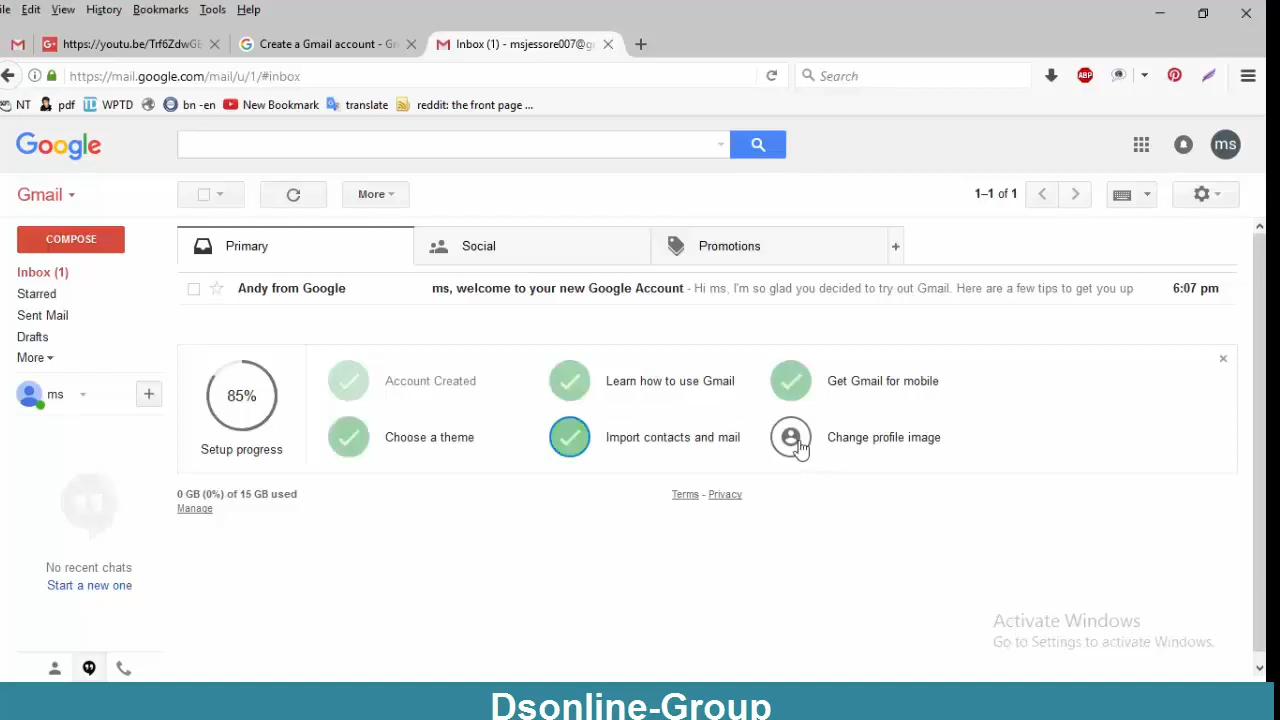 ile Edit View History Bookmarks Tools Help
https://youtu.be/Trf6ZdwGE Create a Gmail account - Go Inbox (1) - msjessore007@g
https://mail.google.com/mail/u/1/#inbox Search
NT pdf WPTD bn -en New Bookmark translate reddit: the front page ...
Google ms
Gmail More 1–1 of 1
COMPOSE Primary Social Promotions
Inbox (1)
Andy from Google ms, welcome to your new Google Account - Hi ms, I'm so glad you decided to try out Gmail. Here are a few tips to get you up 6:07 pm
Starred
Sent Mail
Drafts
More
ms
85%
Setup progress
Account Created Learn how to use Gmail Get Gmail for mobile
Choose a theme Import contacts and mail Change profile image
0 GB (0%) of 15 GB used
Manage
Terms - Privacy
No recent chats
Start a new one
Activate Windows
Go to Settings to activate Windows.
Dsonline-Group